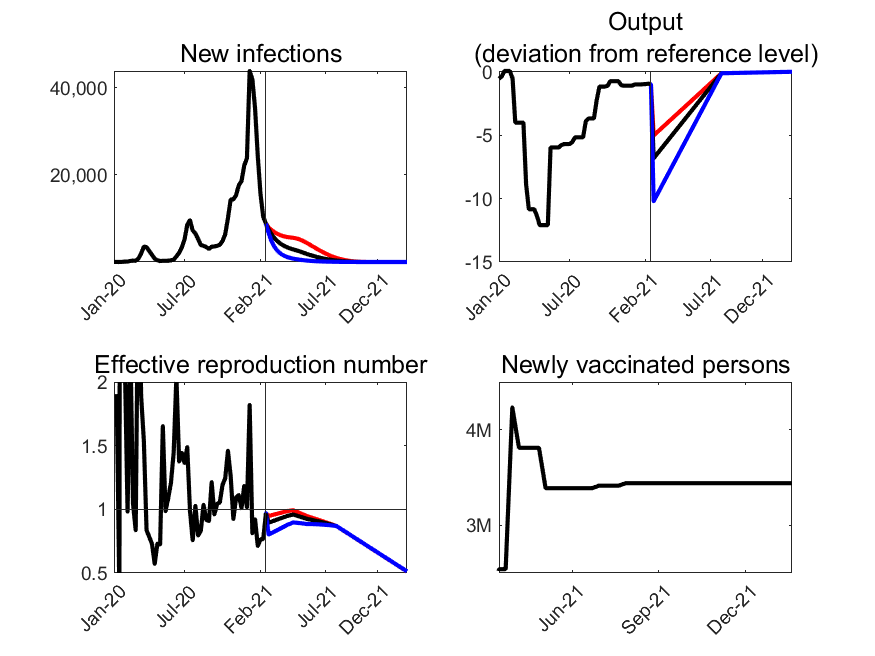 New infections
40,000
20,000
Jan-20
Jul-20
Feb-21
Jul-21
Dec-21
Output
(deviation from reference level)
0
-5
-10
-15
Jan-20
Jul-20
Feb-21
Jul-21
Dec-21
Effective reproduction number
2
1.5
1
0.5
Jan-20
Jul-20
Feb-21
Jul-21
Dec-21
Newly vaccinated persons
4M
3M
Jun-21
Sep-21
Dec-21